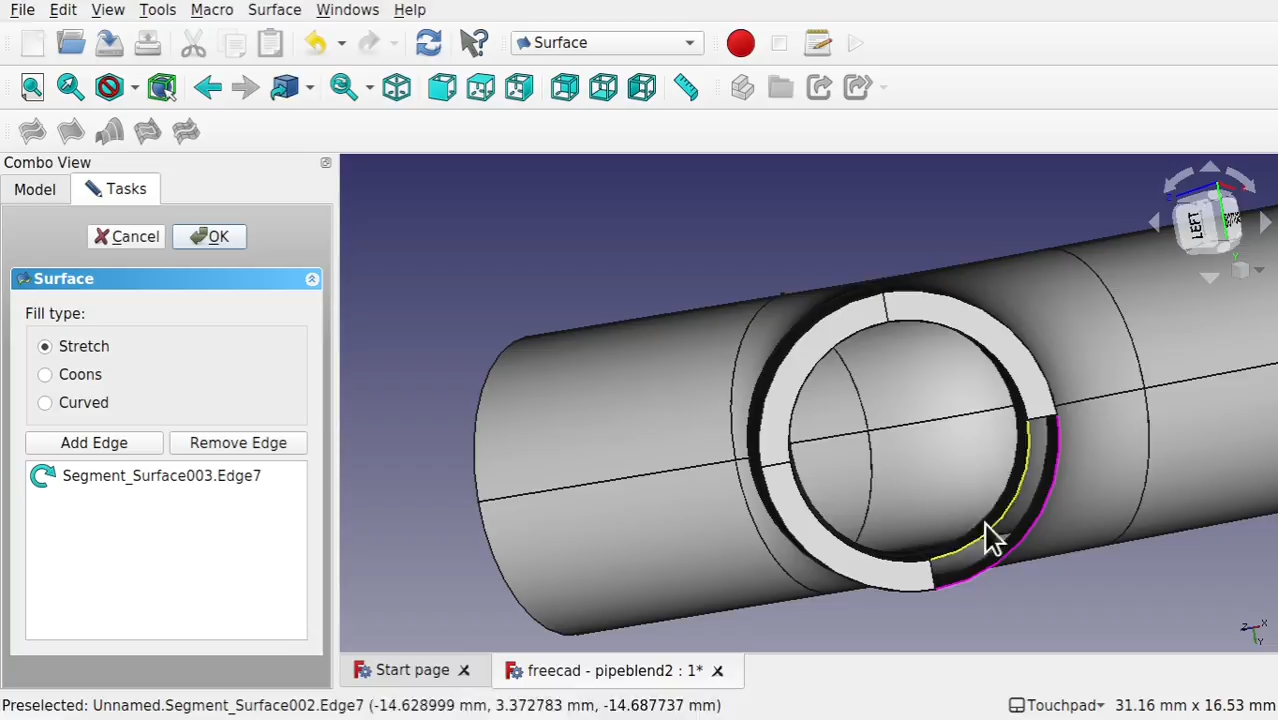 File Edit View Tools Macro Surface Windows Help
Surface
Combo View
Model Tasks
Cancel OK
Surface
Fill type:
Stretch
Coons
Curved
Add Edge Remove Edge
Segment_Surface003.Edge7
LEFT
Z
Y
Z X
Y
Start page freecad - pipeblend2 : 1*
Preselected: Unnamed.Segment_Surface002.Edge7 (-14.628999 mm, 3.372783 mm, -14.687737 mm) Touchpad 31.16 mm x 16.53 mm